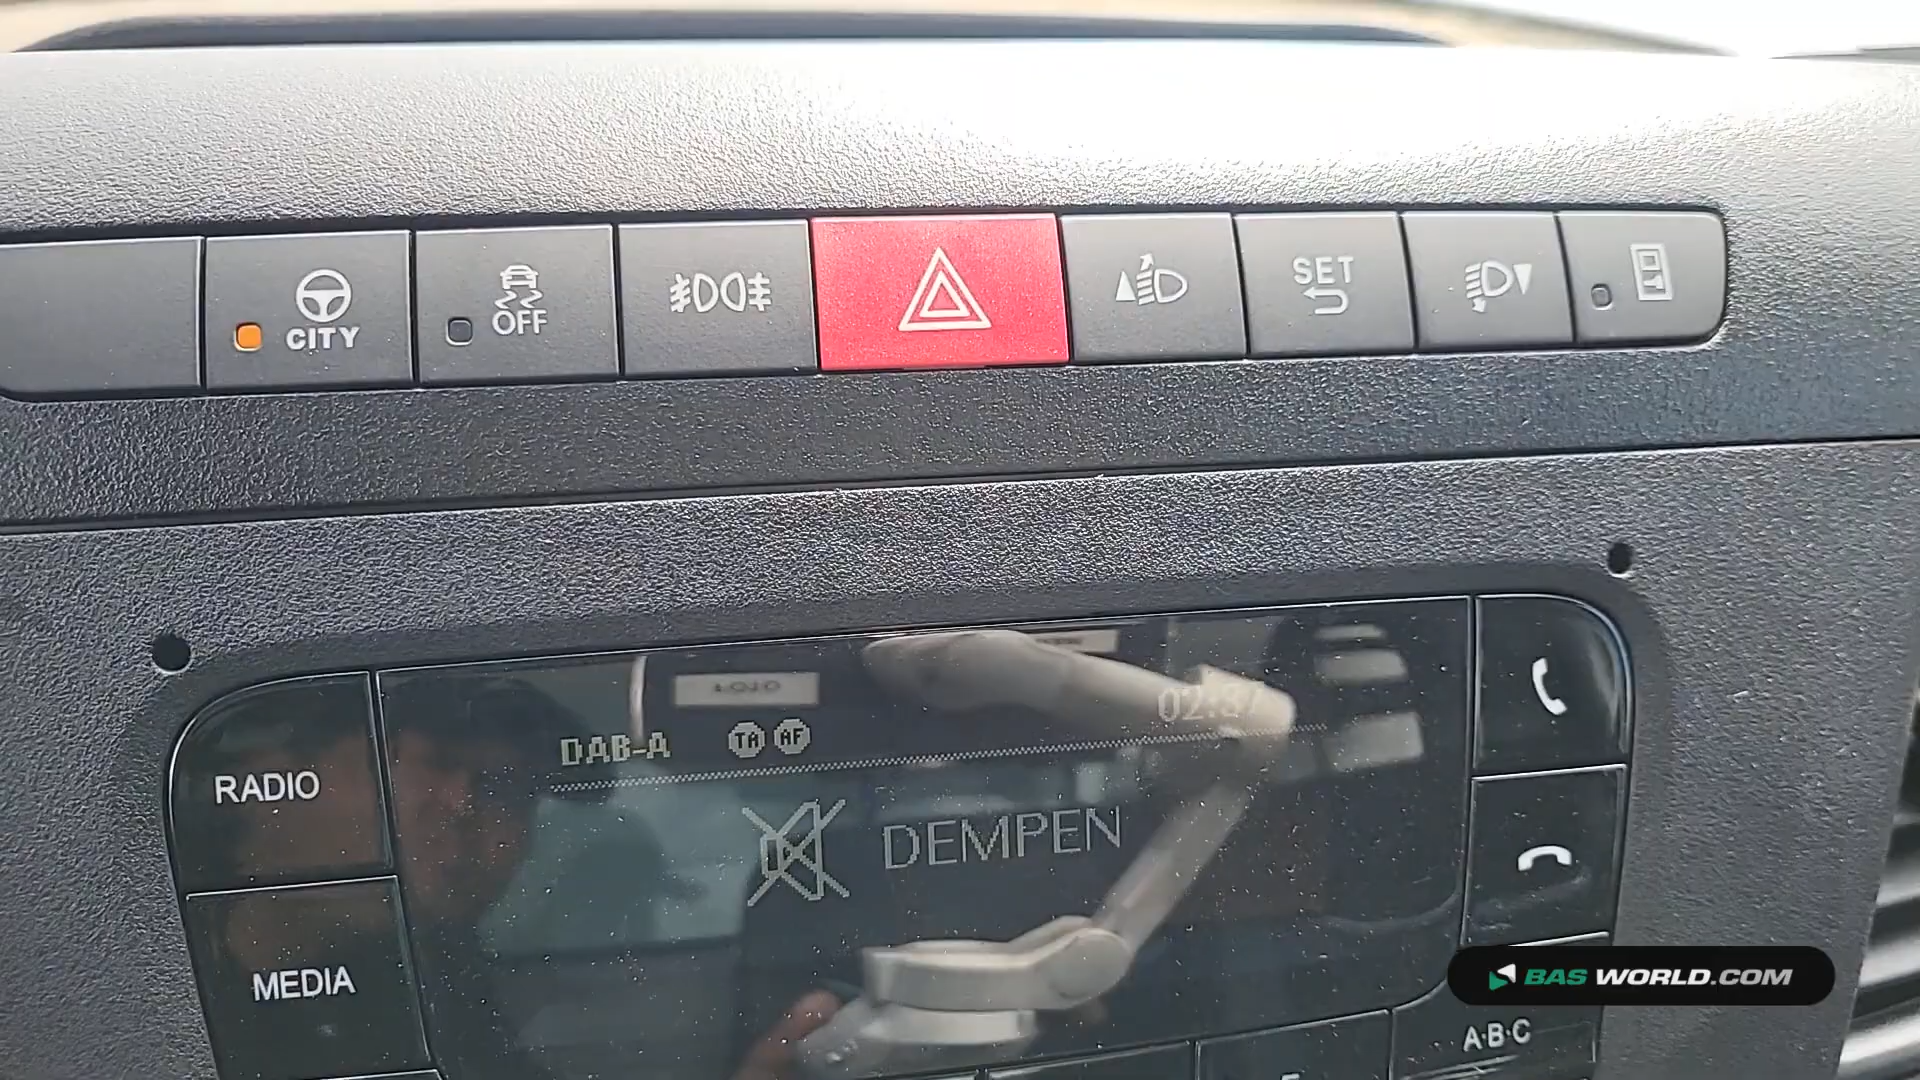 CITY
OFF
SET
DAB-A TA AF 02:37
RADIO
DEMPEN
MEDIA
BAS WORLD.COM
A·B·C